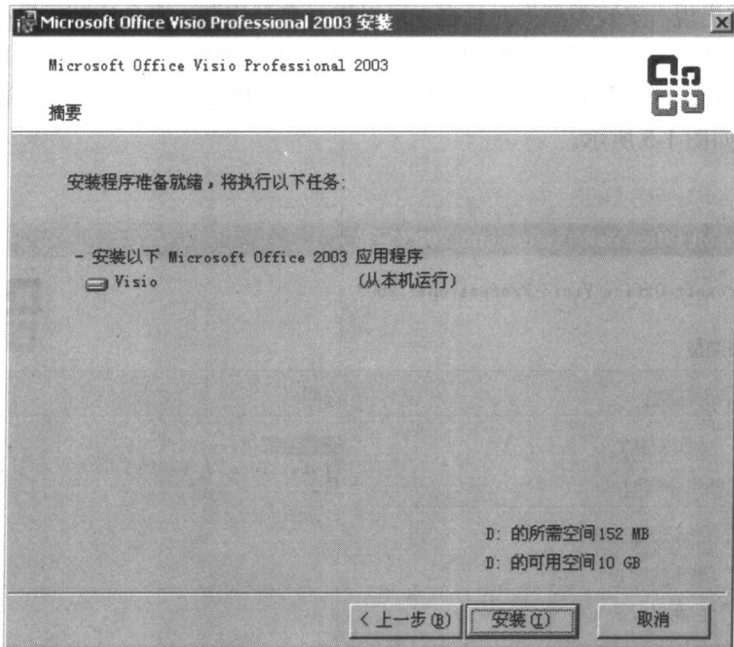 Microsoft Office Visio Professional 2003 安装
Microsoft Office Visio Professional 2003
摘要
安装程序准备就绪，将执行以下任务:
- 安装以下 Microsoft Office 2003 应用程序
Visio (从本机运行)
D: 的所需空间152 MB
D: 的可用空间10 GB
< 上一步(B) 安装(I) 取消